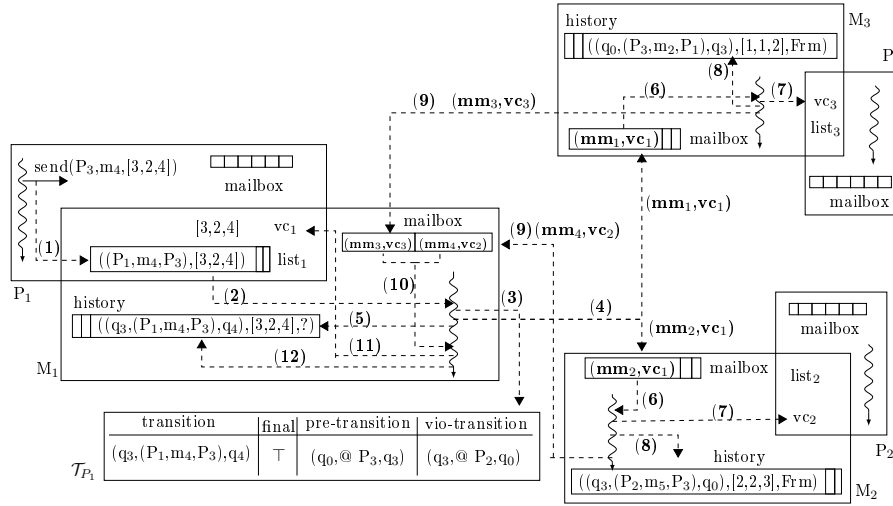 history
M3
((q0,(P3,m2,P1),q3),[1,1,2],Frm)
P
(8)
(9) (mm3,vc3)
(6)
(7)
vc3
list3
(mm1,vc1)
mailbox
mailbox
send(P3,m4,[3,2,4])
mailbox
(mm1,vc1)
[3,2,4]
vc1
mailbox
(9)(mm4,vc2)
(1)
(mm3,vc3)
(mm4,vc2)
((P1,m4,P3),[3,2,4])
list1
P1
(2)
(10)
(3)
history
(4)
mailbox
((q3,(P1,m4,P3),q4),[3,2,4],?)
(5)
(mm2,vc1)
(11)
(12)
M1
(mm2,vc1)
mailbox
list2
(6)
(7)
vc2
transition
final
pre-transition
vio-transition
(8)
P2
(q3,(P1,m4,P3),q4)
⊤
(q0,@ P3,q3)
(q3,@ P2,q0)
history
𝒯P1
((q3,(P2,m5,P3),q0),[2,2,3],Frm)
M2